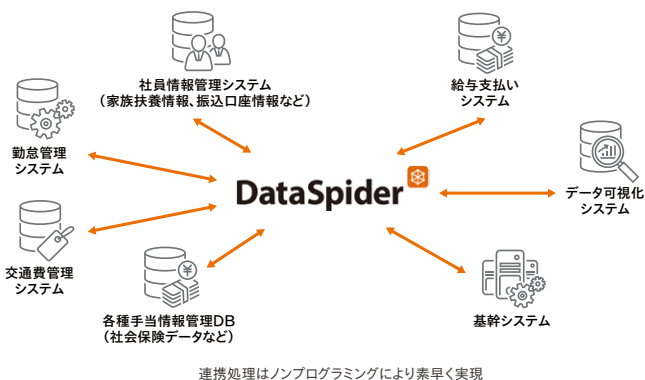 社員情報管理システム
（家族扶養情報、振込口座情報など）
給与支払い
システム
勤怠管理
システム
データ可視化
システム
DataSpider
交通費管理
システム
各種手当情報管理DB
（社会保険データなど）
基幹システム
連携処理はノンプログラミングにより素早く実現